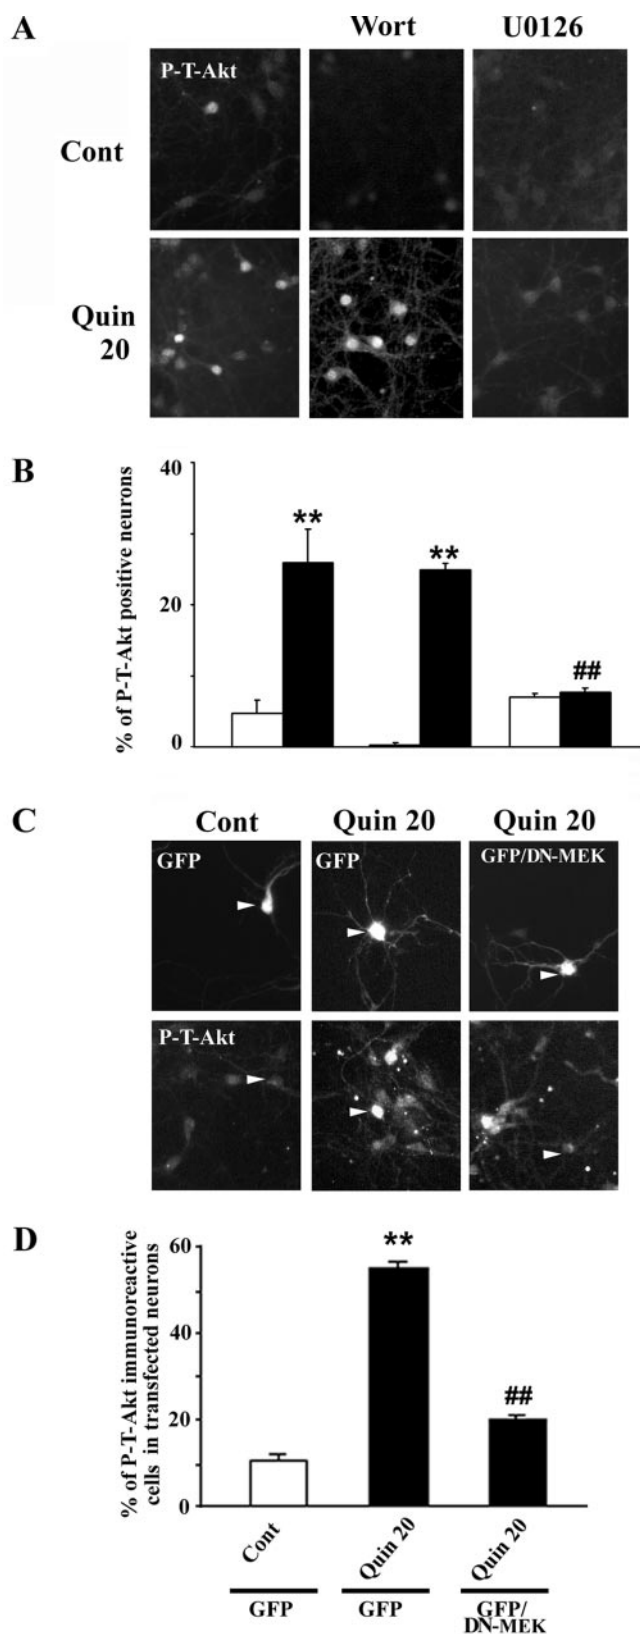 A
Wort U0126
P-T-Akt
Cont
Quin
20
B
% of P-T-Akt positive neurons
40
20
0
**
**
##
C
Cont Quin 20 Quin 20
GFP GFP GFP/DN-MEK
P-T-Akt
D
% of P-T-Akt immunoreactive
cells in transfected neurons
60
40
20
0
**
##
Cont Quin 20 Quin 20
GFP GFP GFP/
DN-MEK